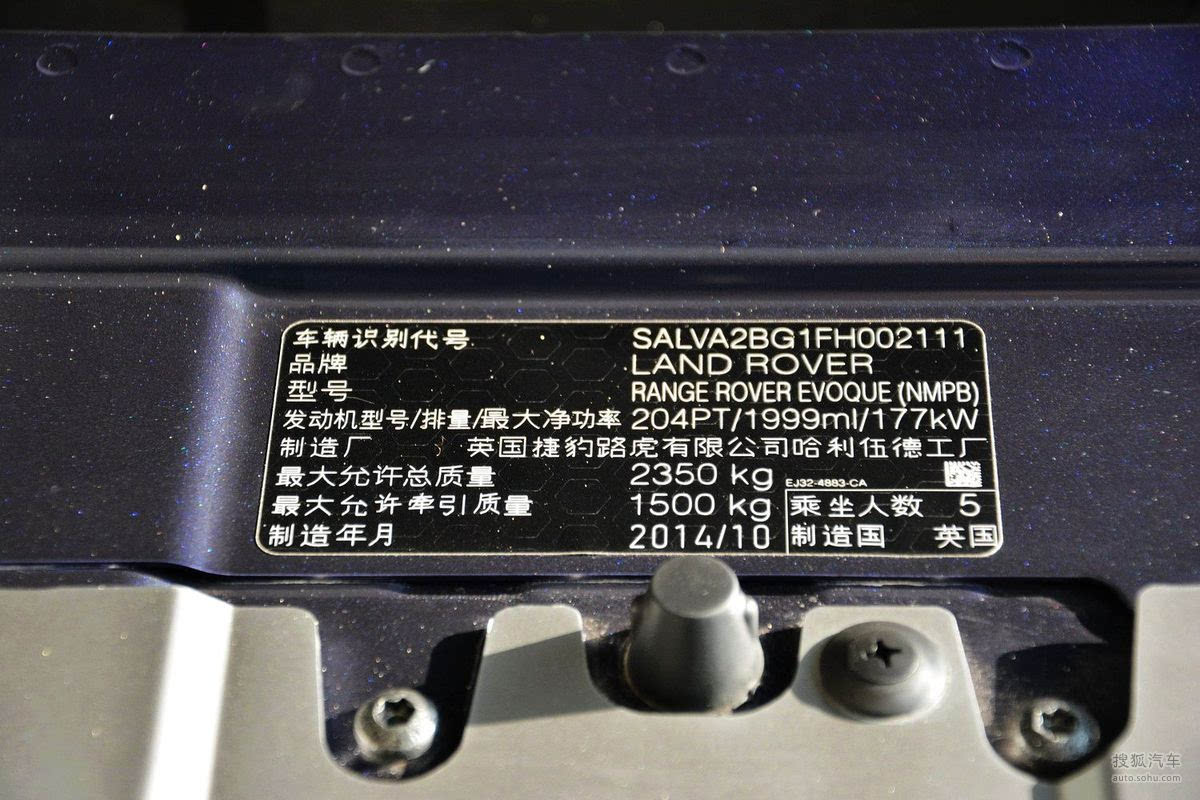 车辆识别代号 SALVA2BG1FH002111
品牌 LAND ROVER
型号 RANGE ROVER EVOQUE (NMPB)
发动机型号/排量/最大净功率 204PT/1999ml/177kW
制造厂 英国捷豹路虎有限公司哈利伍德工厂
最大允许总质量 2350 kg EJ32-4883-CA
最大允许牵引质量 1500 kg 乘坐人数 5
制造年月 2014/10 制造国 英国
搜狐汽车
auto.sohu.com